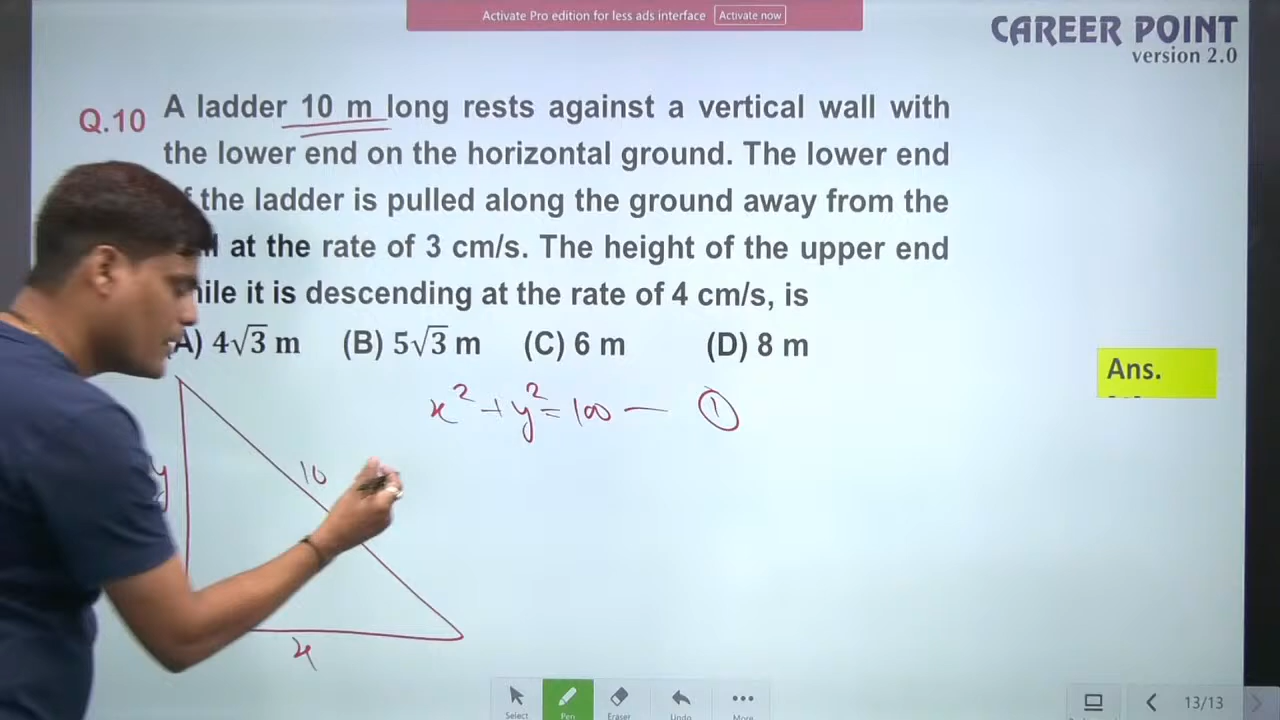 Activate Pro edition for less ads interface Activate now
CAREER POINT
version 2.0
Q.10 A ladder 10 m long rests against a vertical wall with
the lower end on the horizontal ground. The lower end
the ladder is pulled along the ground away from the
at the rate of 3 cm/s. The height of the upper end
it is descending at the rate of 4 cm/s, is
A) 4√3 m (B) 5√3 m (C) 6 m (D) 8 m
Ans.
x² + y² = 100 — ①
y
10
x
Select Pen Eraser Undo More
13/13